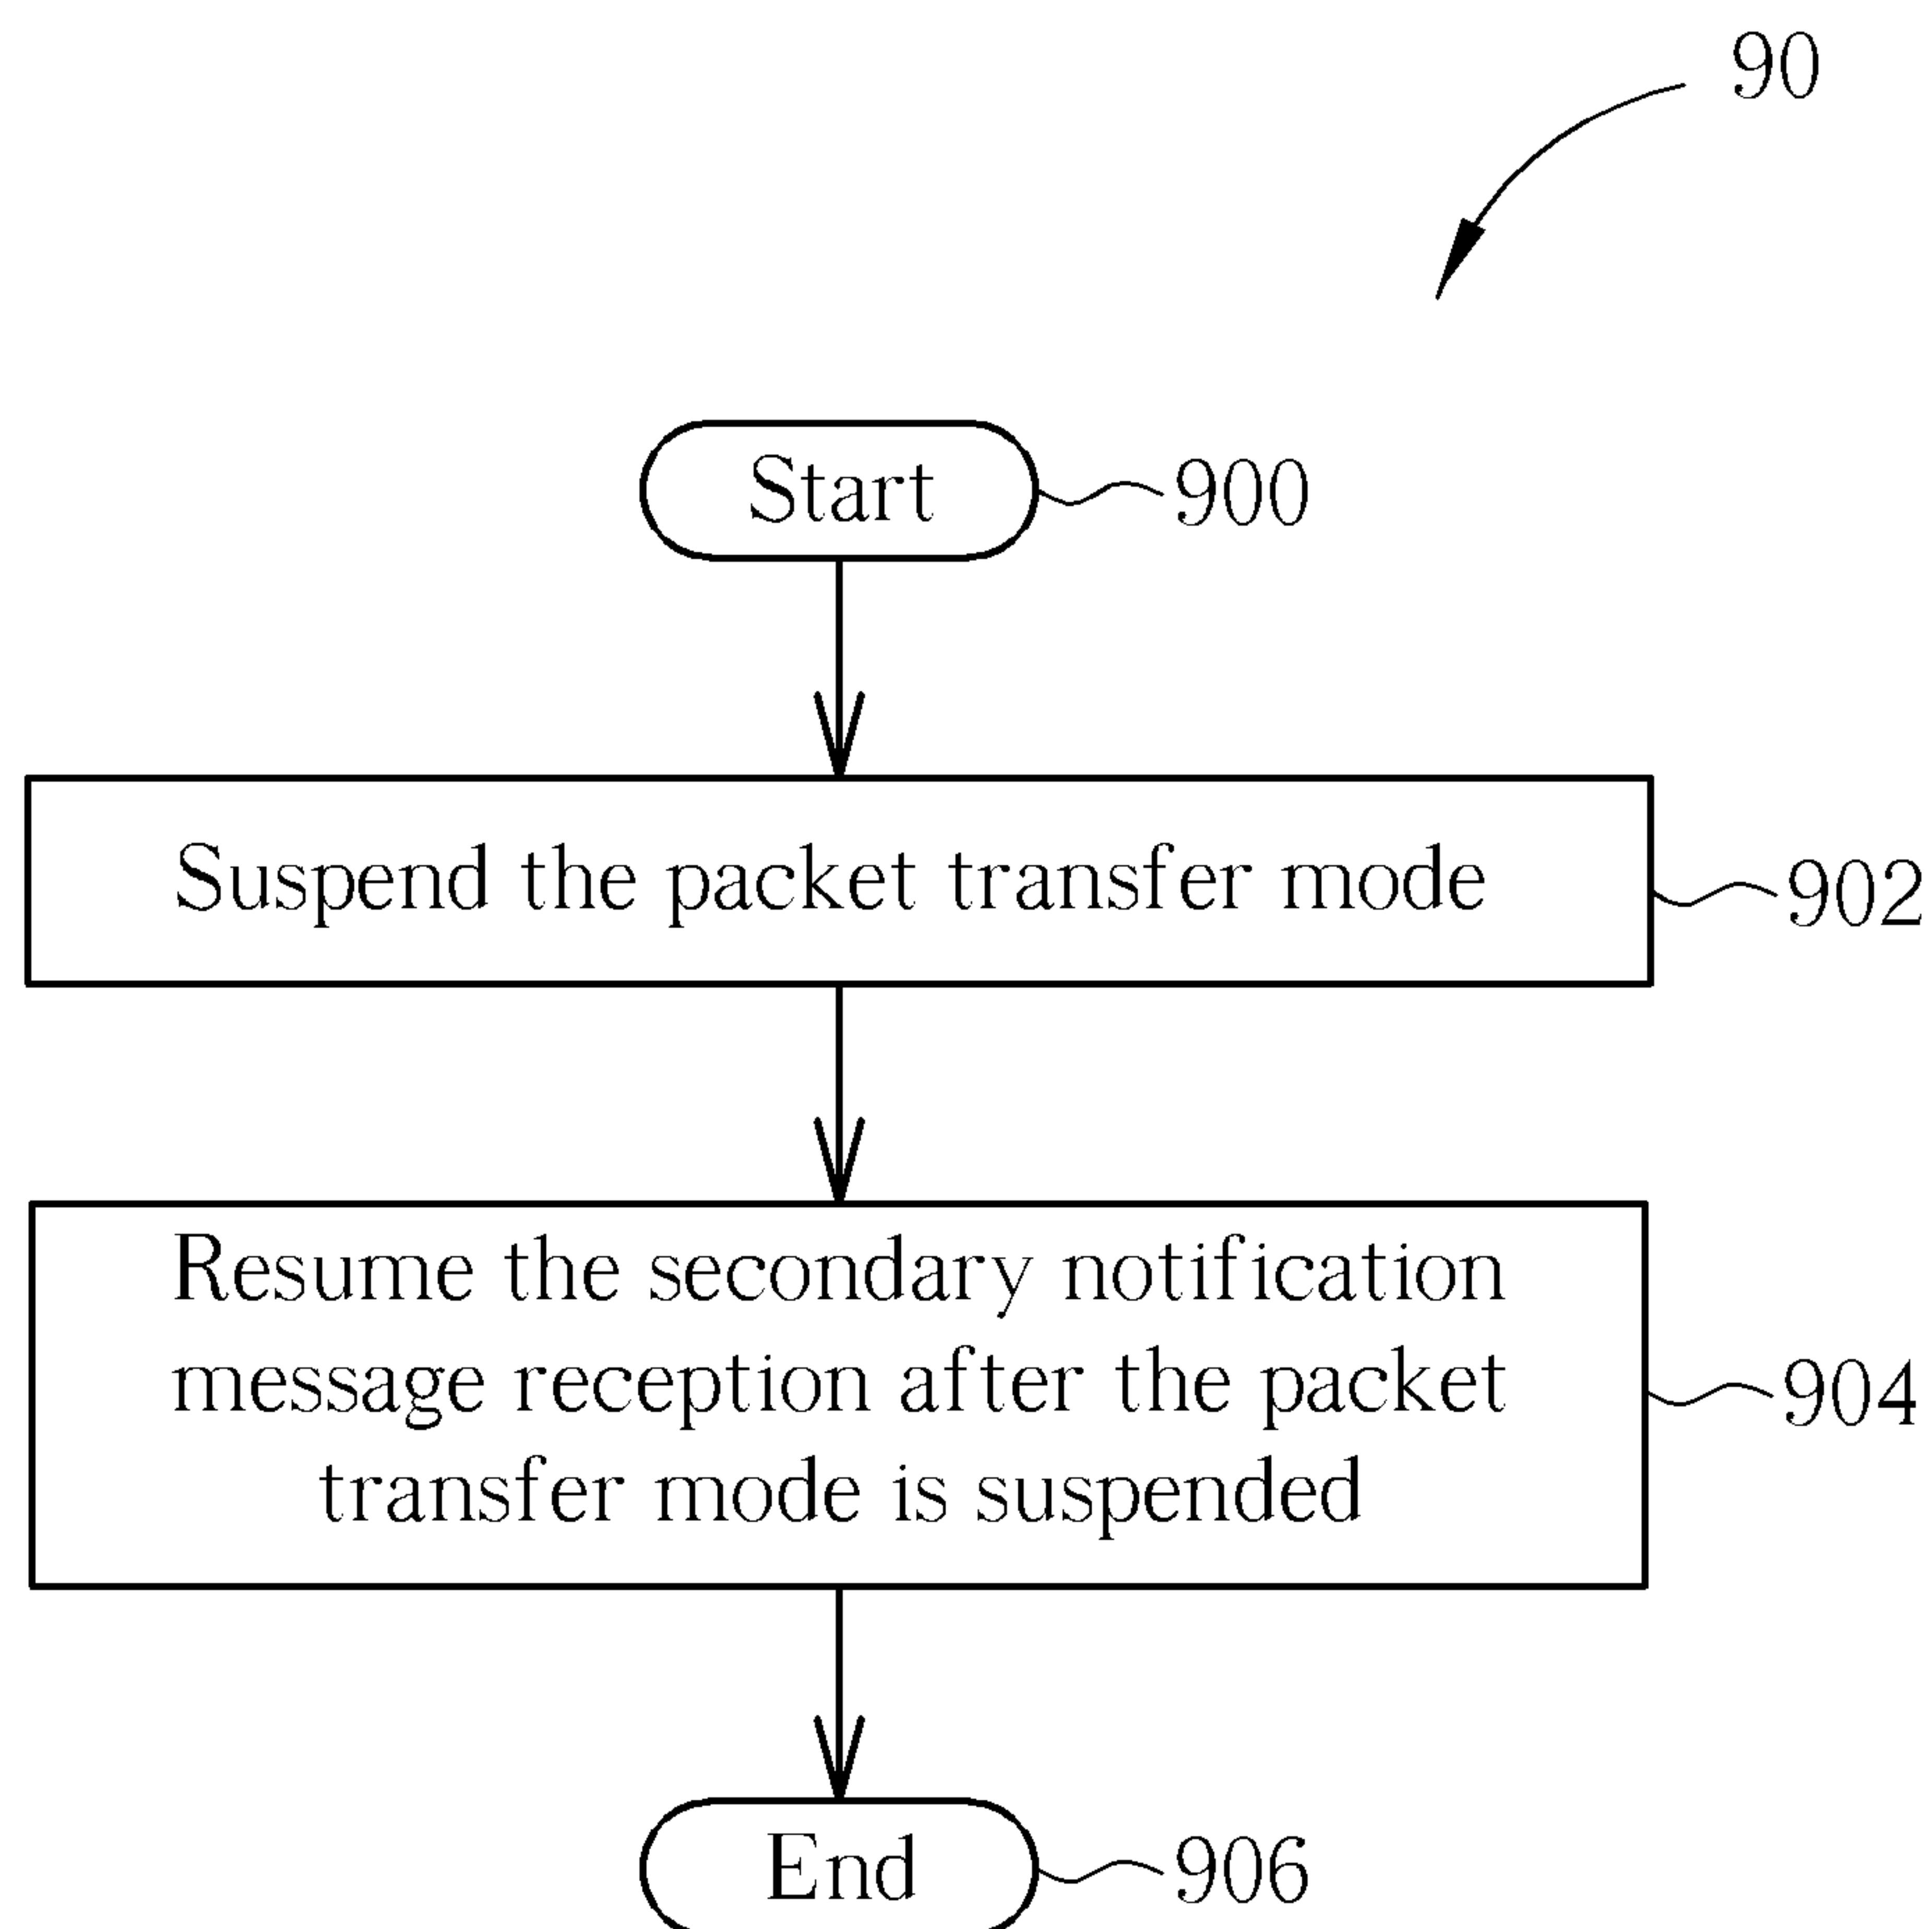 90
Start
900
Suspend the packet transfer mode
902
Resume the secondary notification
message reception after the packet
transfer mode is suspended
904
End
906